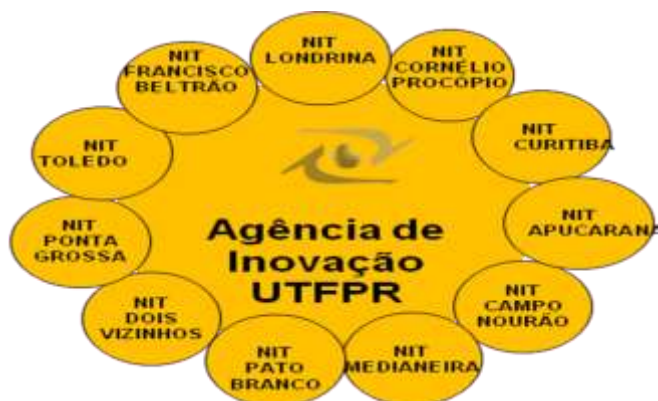 NIT
LONDRINA
NIT
CORNÉLIO
PROCÓPIO
NIT
CURITIBA
NIT
APUCARANA
NIT
CAMPO
NOURÃO
NIT
MEDIANEIRA
NIT
PATO
BRANCO
NIT
DOIS
VIZINHOS
NIT
PONTA
GROSSA
NIT
TOLEDO
NIT
FRANCISCO
BELTRÃO
Agência de
Inovação
UTFPR